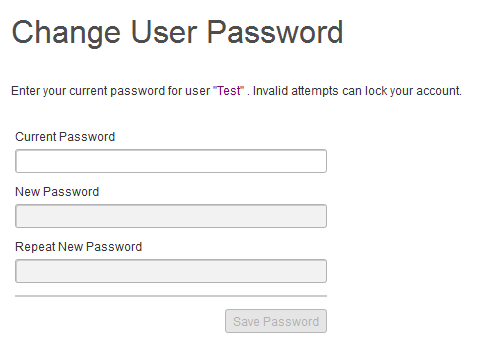 Change User Password
Enter your current password for user "Test" . Invalid attempts can lock your account.
Current Password
New Password
Repeat New Password
Save Password